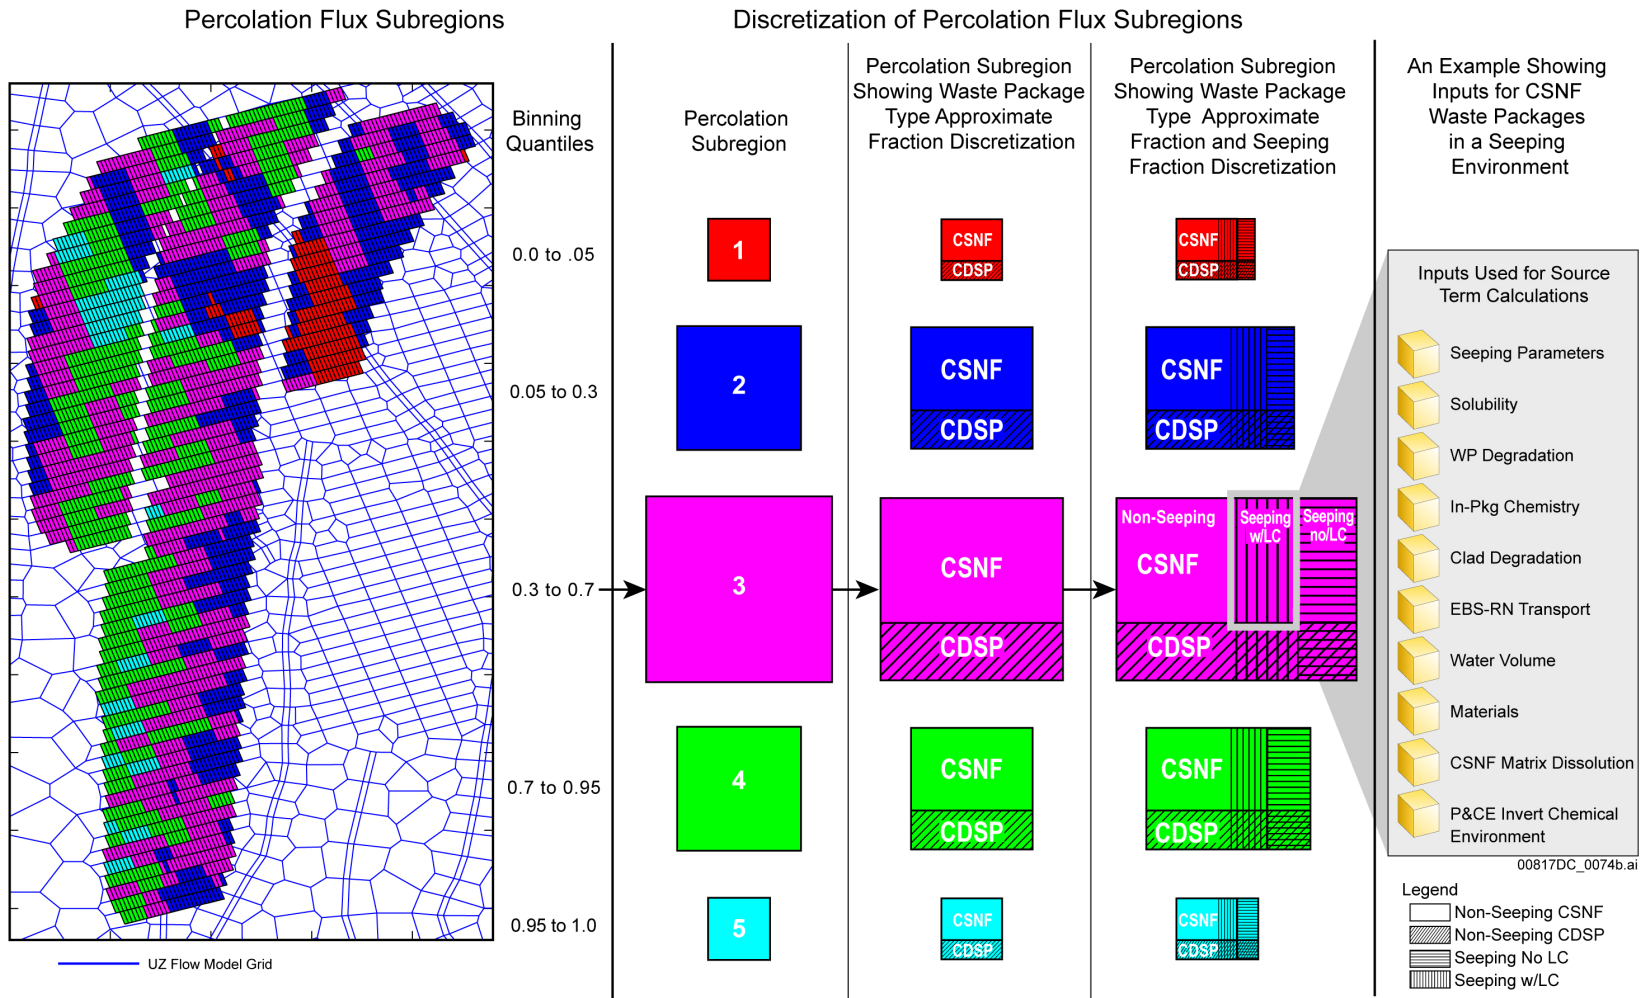 Percolation Flux Subregions
Discretization of Percolation Flux Subregions
Binning
Quantiles
Percolation
Subregion
Percolation Subregion
Showing Waste Package
Type Approximate
Fraction Discretization
Percolation Subregion
Showing Waste Package
Type Approximate
Fraction and Seeping
Fraction Discretization
An Example Showing
Inputs for CSNF
Waste Packages
in a Seeping
Environment
0.0 to .05
1
CSNF
CDSP
CSNF
CDSP
0.05 to 0.3
2
CSNF
CDSP
CSNF
CDSP
0.3 to 0.7
3
CSNF
CDSP
Non-Seeping
CSNF
CDSP
Seeping
w/LC
Seeping
no/LC
0.7 to 0.95
4
CSNF
CDSP
CSNF
CDSP
0.95 to 1.0
5
CSNF
CDSP
CSNF
CDSP
Inputs Used for Source
Term Calculations
Seeping Parameters
Solubility
WP Degradation
In-Pkg Chemistry
Clad Degradation
EBS-RN Transport
Water Volume
Materials
CSNF Matrix Dissolution
P&CE Invert Chemical
Environment
00817DC_0074b.ai
Legend
Non-Seeping CSNF
Non-Seeping CDSP
Seeping No LC
Seeping w/LC
UZ Flow Model Grid